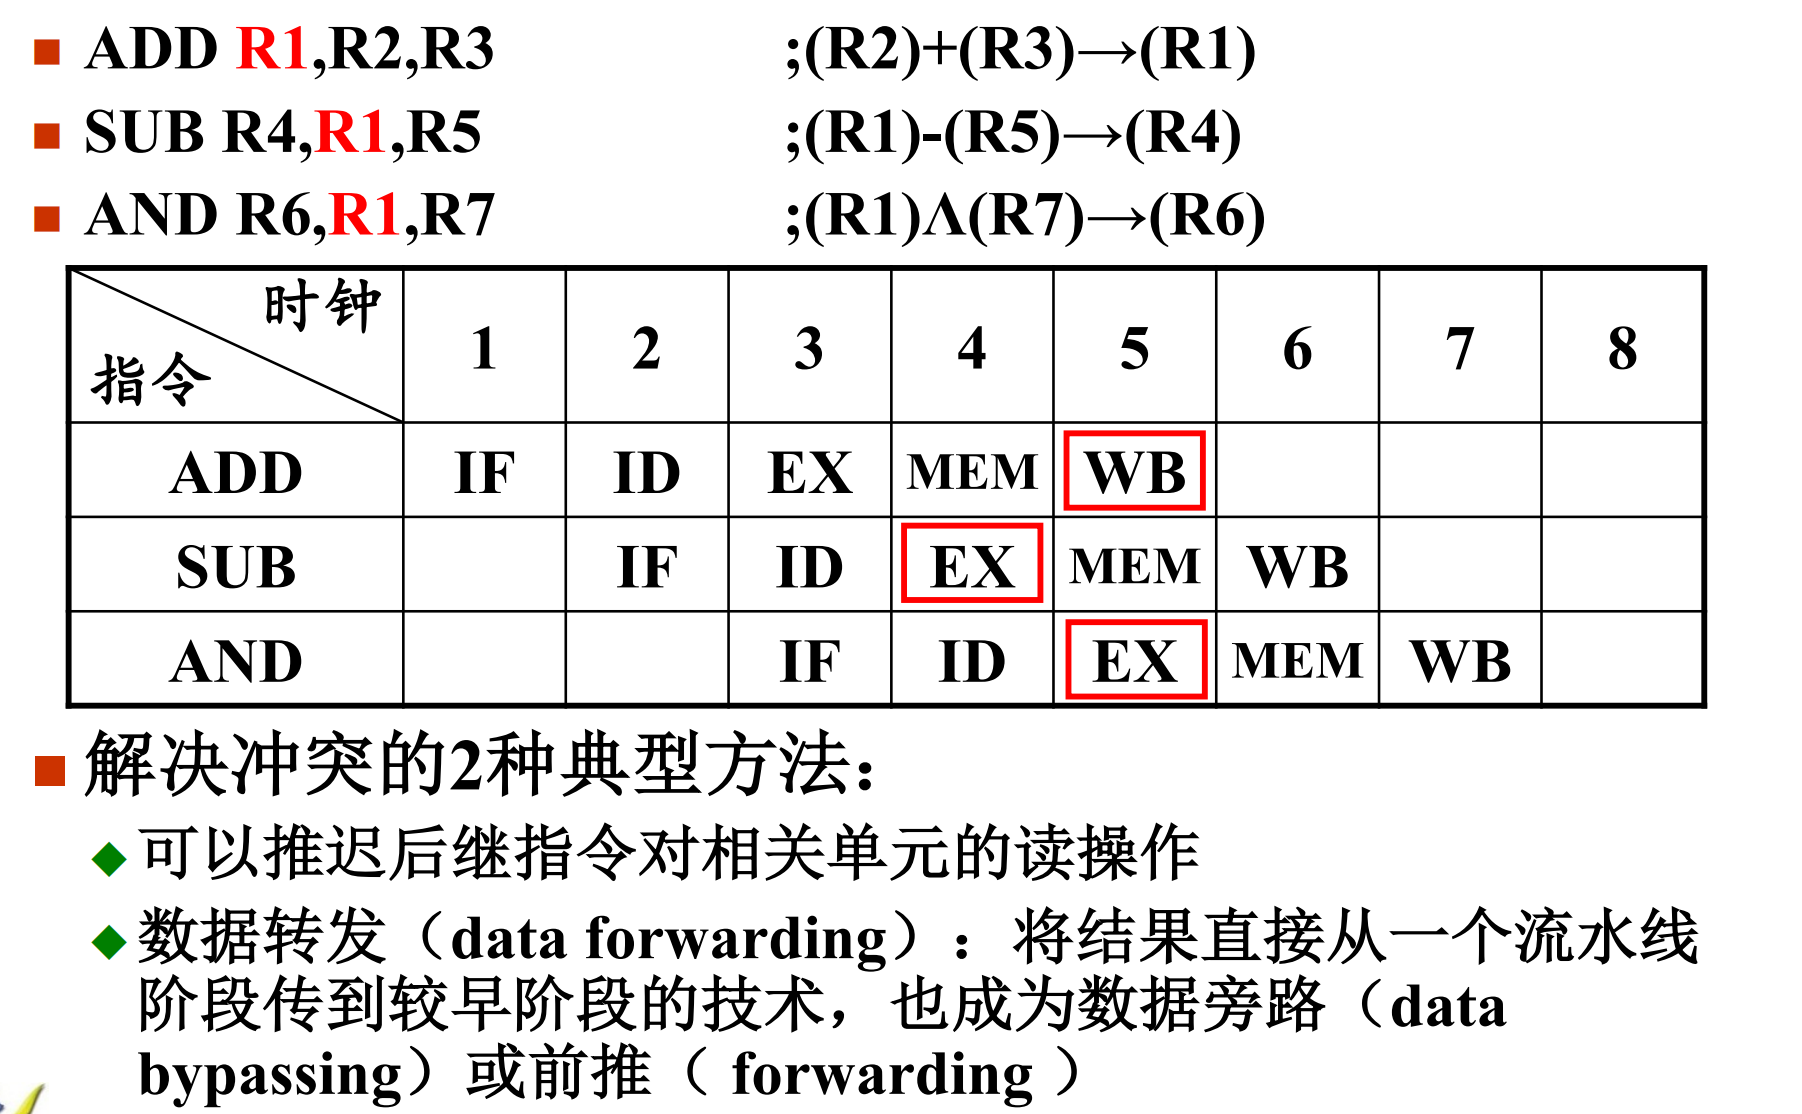 ADD R1,R2,R3 ;(R2)+(R3)→(R1)
SUB R4,R1,R5 ;(R1)-(R5)→(R4)
AND R6,R1,R7 ;(R1)Λ(R7)→(R6)
时钟
指令
1 2 3 4 5 6 7 8
ADD IF ID EX MEM WB
SUB IF ID EX MEM WB
AND IF ID EX MEM WB
解决冲突的2种典型方法：
可以推迟后继指令对相关单元的读操作
数据转发（data forwarding）：将结果直接从一个流水线
阶段传到较早阶段的技术，也成为数据旁路（data
bypassing）或前推（ forwarding ）